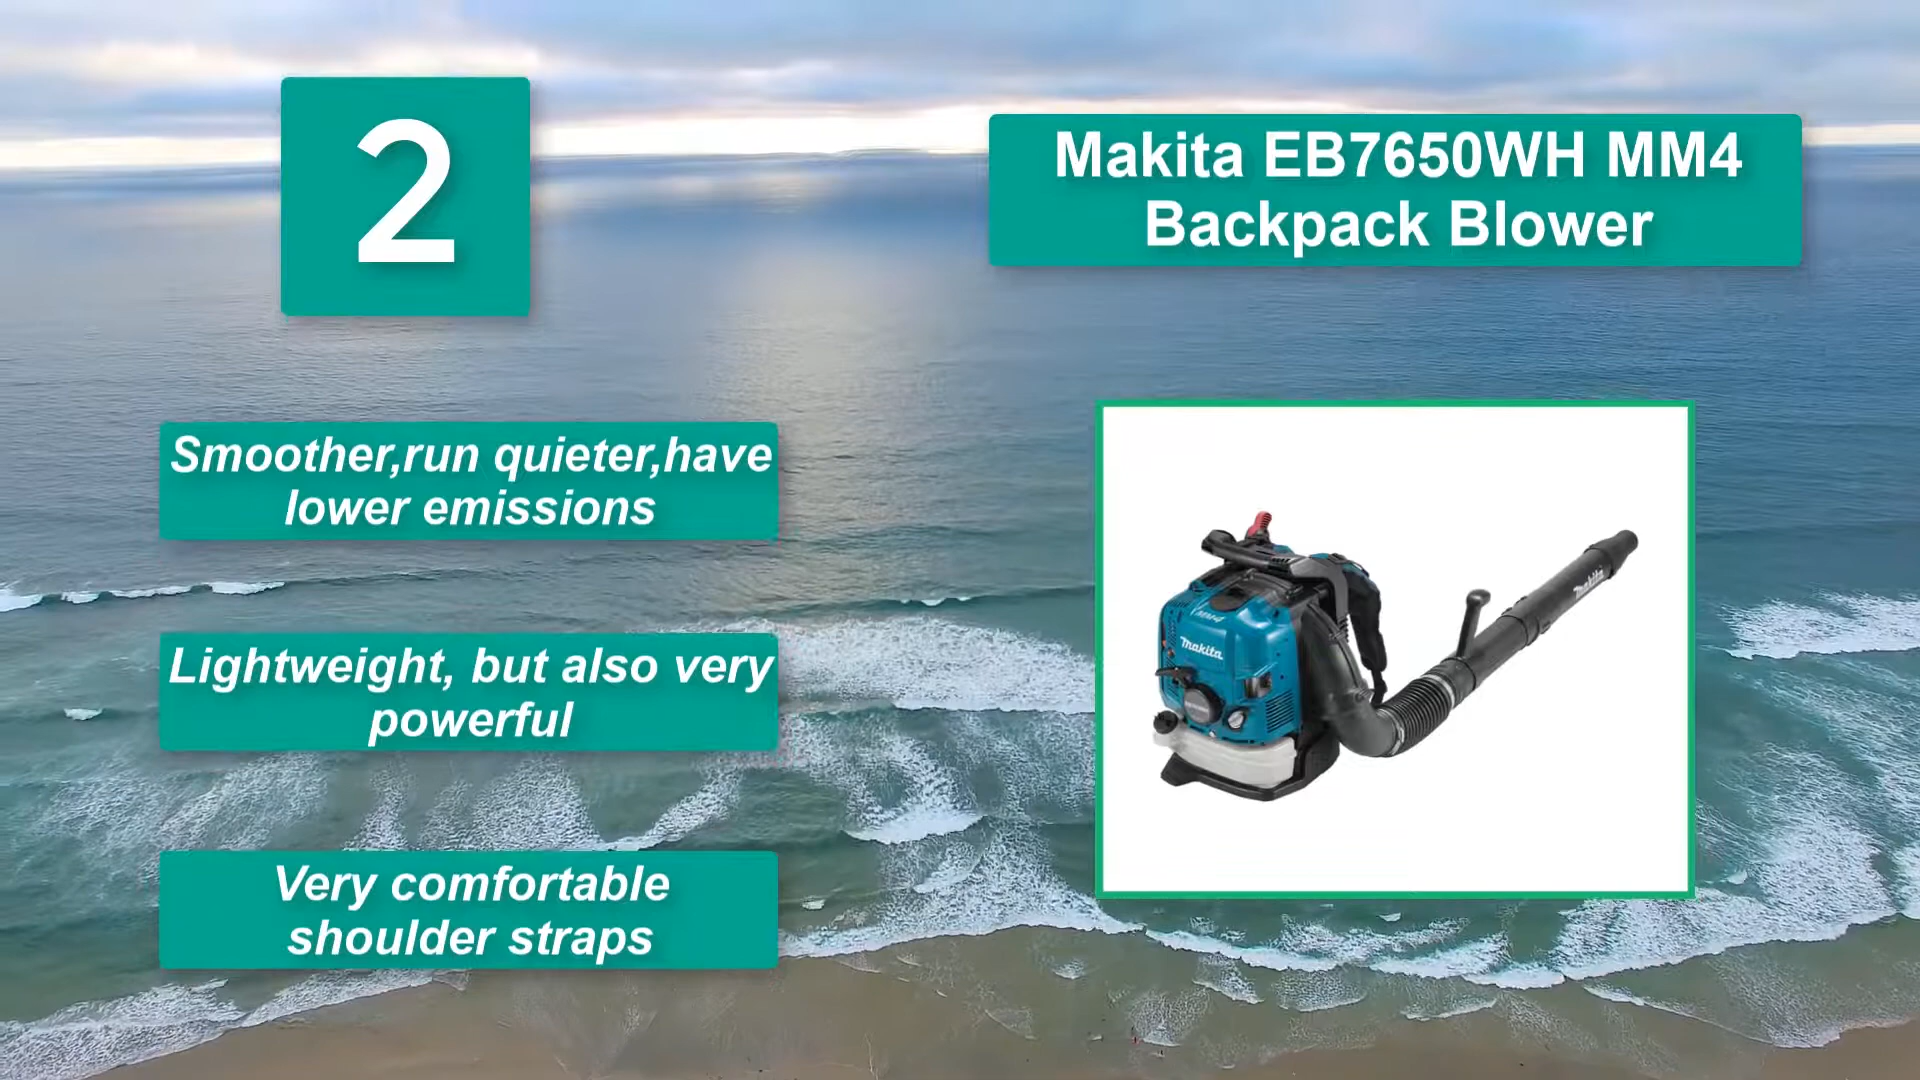 2
Makita EB7650WH MM4
Backpack Blower
Smoother,run quieter,have
lower emissions
Lightweight, but also very
powerful
Very comfortable
shoulder straps
MM4
Makita
Makita